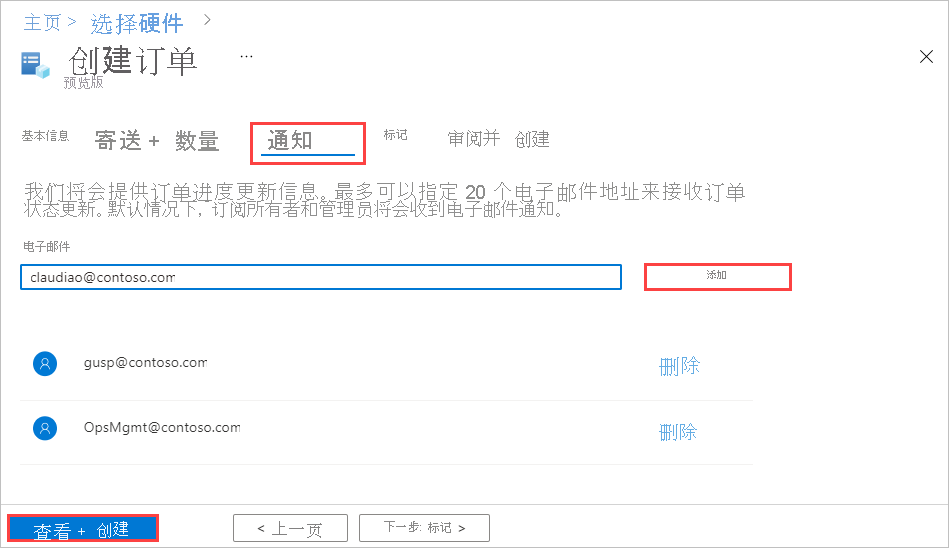 主页 > 选择硬件 >
创建订单 ...
预览版
基本信息 寄送 + 数量 通知 标记 审阅并 创建
我们将会提供订单进度更新信息。最多可以指定 20 个电子邮件地址来接收订单
状态更新。默认情况下, 订阅所有者和管理员将会收到电子邮件通知。
电子邮件
claudiao@contoso.com 添加
gusp@contoso.com 删除
OpsMgmt@contoso.com 删除
查看 + 创建 < 上一页 下一步: 标记 >